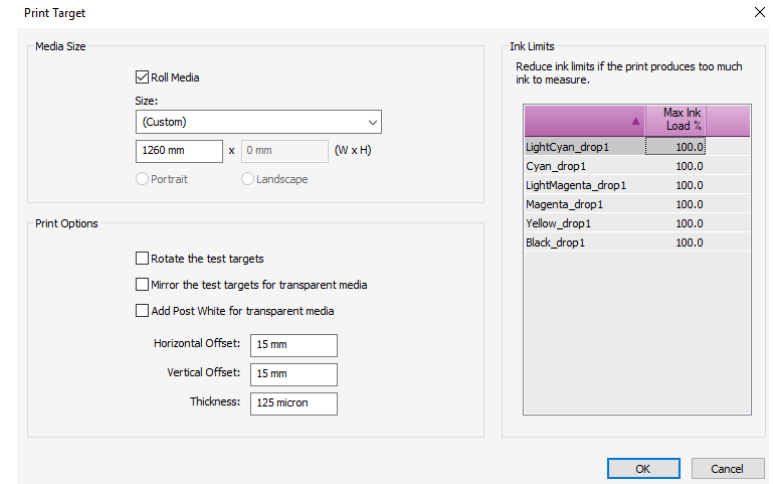 Print Target
Media Size
Roll Media
Size:
(Custom)
1260 mm x 0 mm (W x H)
Portrait Landscape
Print Options
Rotate the test targets
Mirror the test targets for transparent media
Add Post White for transparent media
Horizontal Offset: 15 mm
Vertical Offset: 15 mm
Thickness: 125 micron
Ink Limits
Reduce ink limits if the print produces too much
ink to measure.
Max Ink
Load %
LightCyan_drop1 100.0
Cyan_drop1 100.0
LightMagenta_drop1 100.0
Magenta_drop1 100.0
Yellow_drop1 100.0
Black_drop1 100.0
OK Cancel